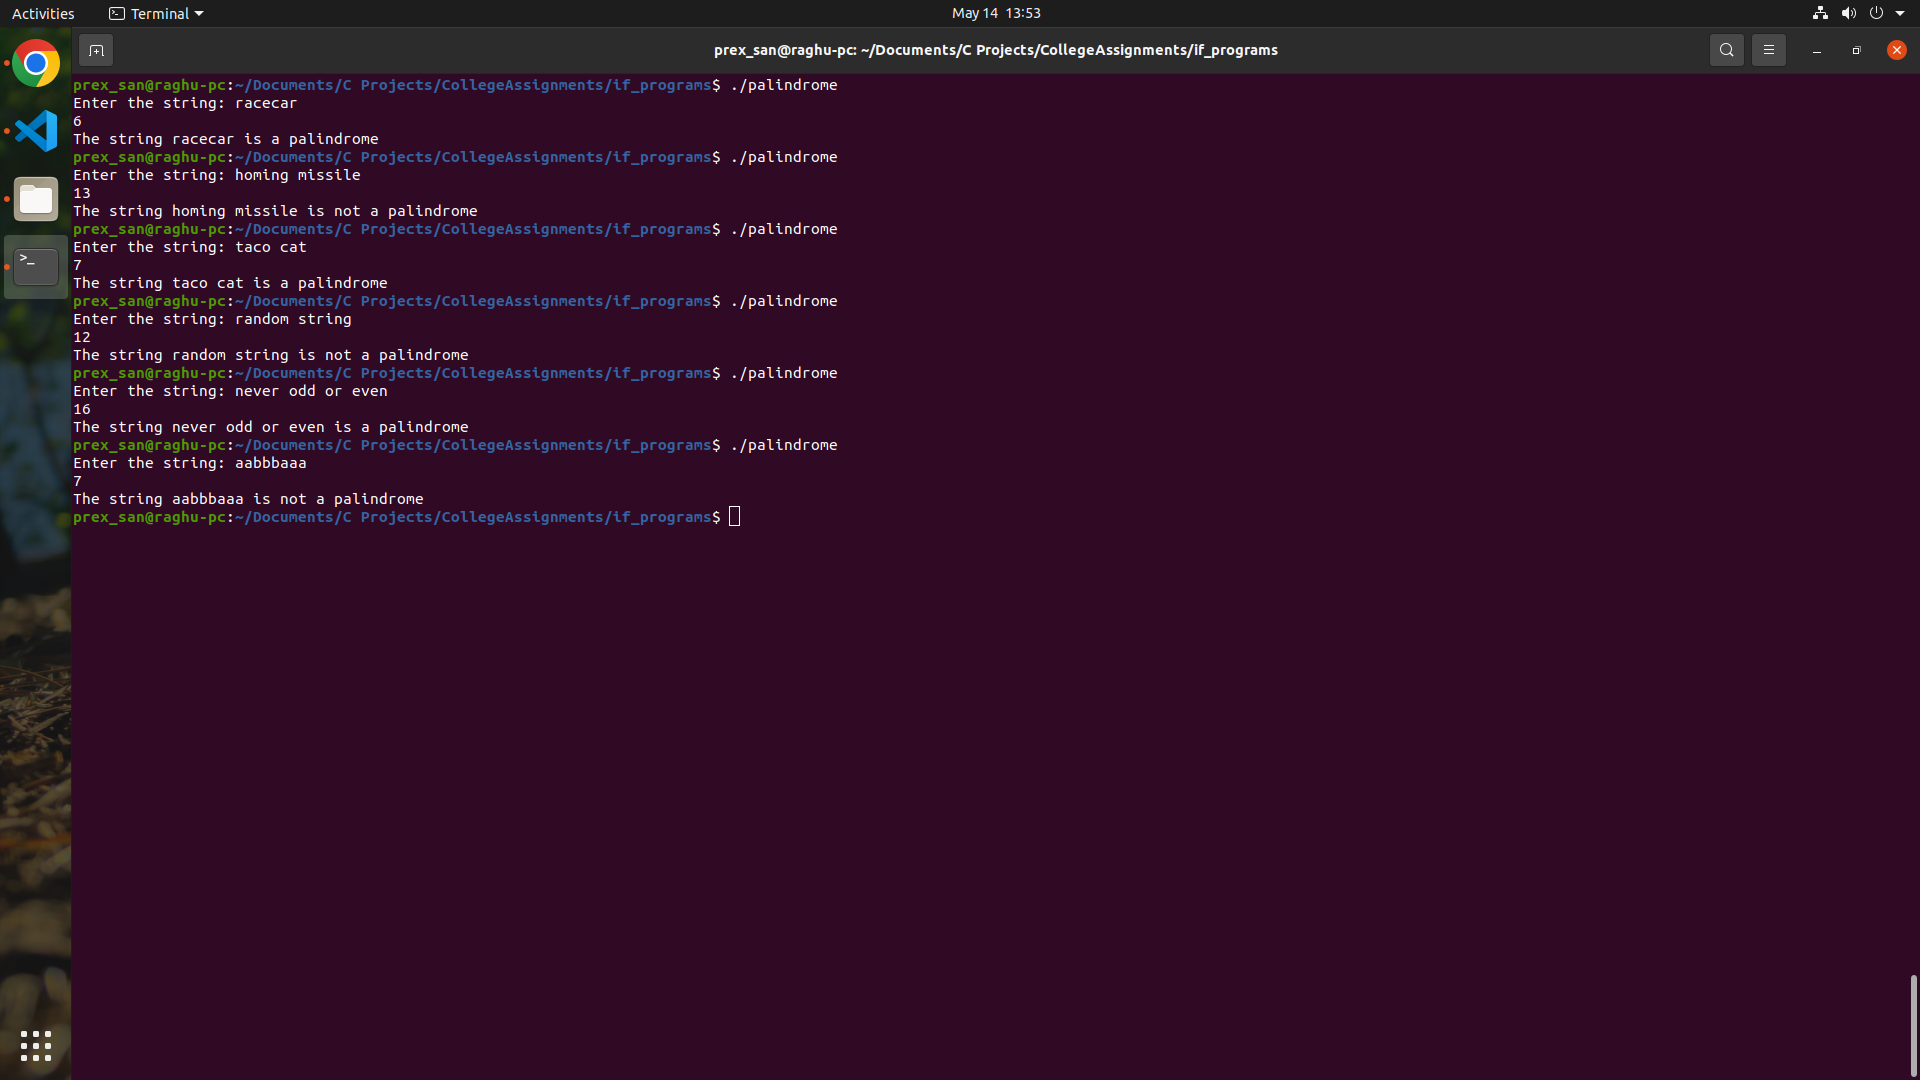 Activities Terminal May 14 13:53
prex_san@raghu-pc: ~/Documents/C Projects/CollegeAssignments/if_programs
prex_san@raghu-pc:~/Documents/C Projects/CollegeAssignments/if_programs$ ./palindrome
Enter the string: racecar
6
The string racecar is a palindrome
prex_san@raghu-pc:~/Documents/C Projects/CollegeAssignments/if_programs$ ./palindrome
Enter the string: homing missile
13
The string homing missile is not a palindrome
prex_san@raghu-pc:~/Documents/C Projects/CollegeAssignments/if_programs$ ./palindrome
Enter the string: taco cat
7
The string taco cat is a palindrome
prex_san@raghu-pc:~/Documents/C Projects/CollegeAssignments/if_programs$ ./palindrome
Enter the string: random string
12
The string random string is not a palindrome
prex_san@raghu-pc:~/Documents/C Projects/CollegeAssignments/if_programs$ ./palindrome
Enter the string: never odd or even
16
The string never odd or even is a palindrome
prex_san@raghu-pc:~/Documents/C Projects/CollegeAssignments/if_programs$ ./palindrome
Enter the string: aabbbaaa
7
The string aabbbaaa is not a palindrome
prex_san@raghu-pc:~/Documents/C Projects/CollegeAssignments/if_programs$